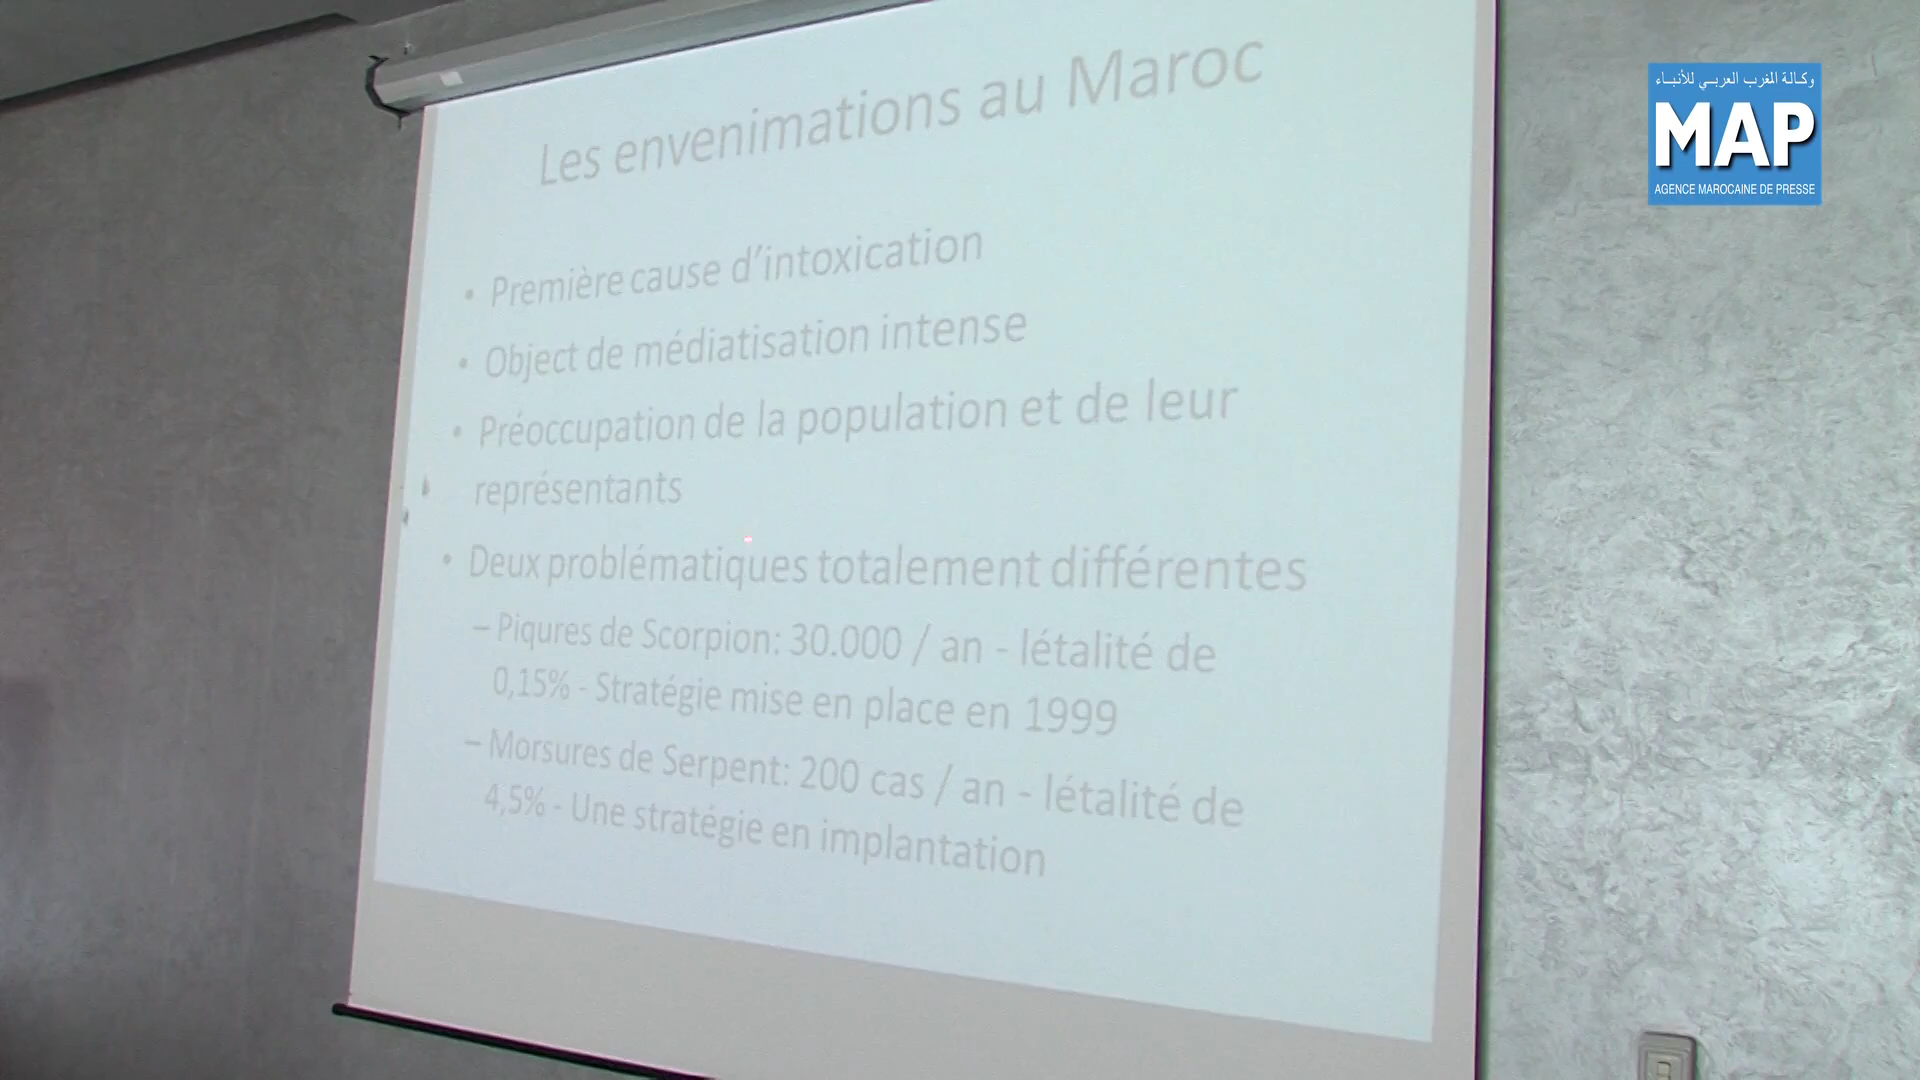 Les envenimations au Maroc
• Première cause d'intoxication
• Object de médiatisation intense
• Préoccupation de la population et de leur
représentants
• Deux problématiques totalement différentes
– Piqures de Scorpion: 30.000 / an - létalité de
0,15% - Stratégie mise en place en 1999
– Morsures de Serpent: 200 cas / an - létalité de
4,5% - Une stratégie en implantation
وكالة المغرب العربي للأنباء
MAP
AGENCE MAROCAINE DE PRESSE